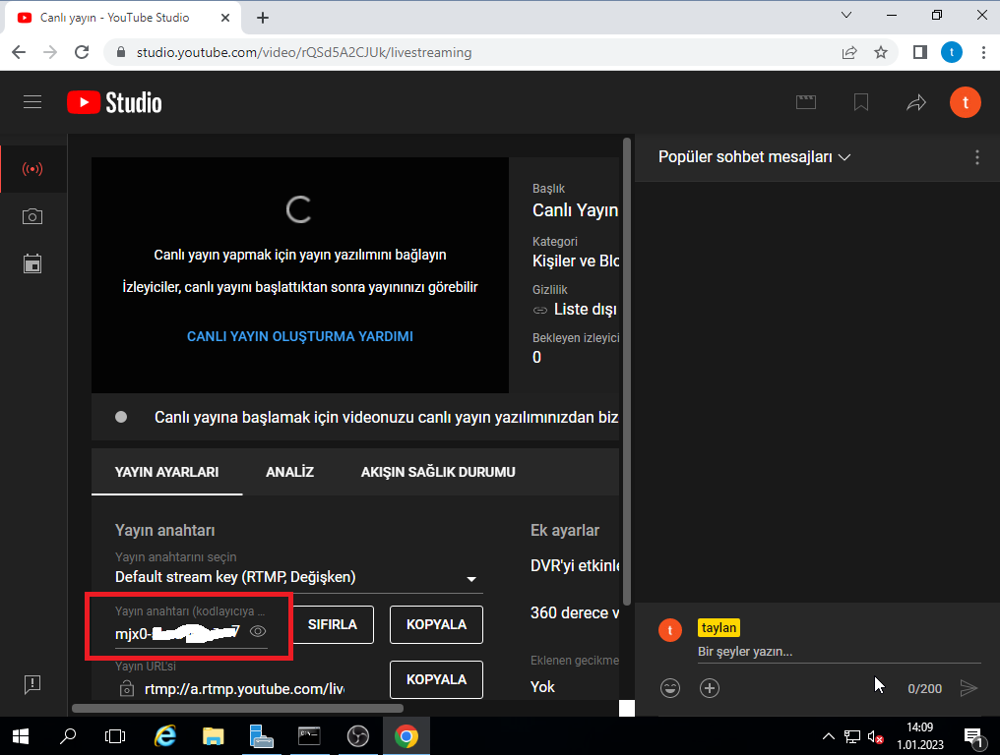 Canlı yayın - YouTube Studio
studio.youtube.com/video/rQSd5A2CJUk/livestreaming
t
Studio
t
Popüler sohbet mesajları
Canlı yayın yapmak için yayın yazılımını bağlayın
İzleyiciler, canlı yayını başlattıktan sonra yayınınızı görebilir
CANLI YAYIN OLUŞTURMA YARDIMI
Başlık
Canlı Yayın
Kategori
Kişiler ve Blo
Gizlilik
Liste dışı
Bekleyen izleyici
0
Canlı yayına başlamak için videonuzu canlı yayın yazılımınızdan biz
YAYIN AYARLARI
ANALİZ
AKIŞIN SAĞLIK DURUMU
Yayın anahtarı
Yayın anahtarını seçin
Default stream key (RTMP, Değişken)
Yayın anahtarı (kodlayıcıya ...
mjx0-
SIFIRLA
KOPYALA
Yayın URL'si
rtmp://a.rtmp.youtube.com/live
KOPYALA
Ek ayarlar
DVR'yi etkinle
360 derece v
Eklenen gecikme
Yok
t
taylan
Bir şeyler yazın...
0/200
14:09
1.01.2023
1